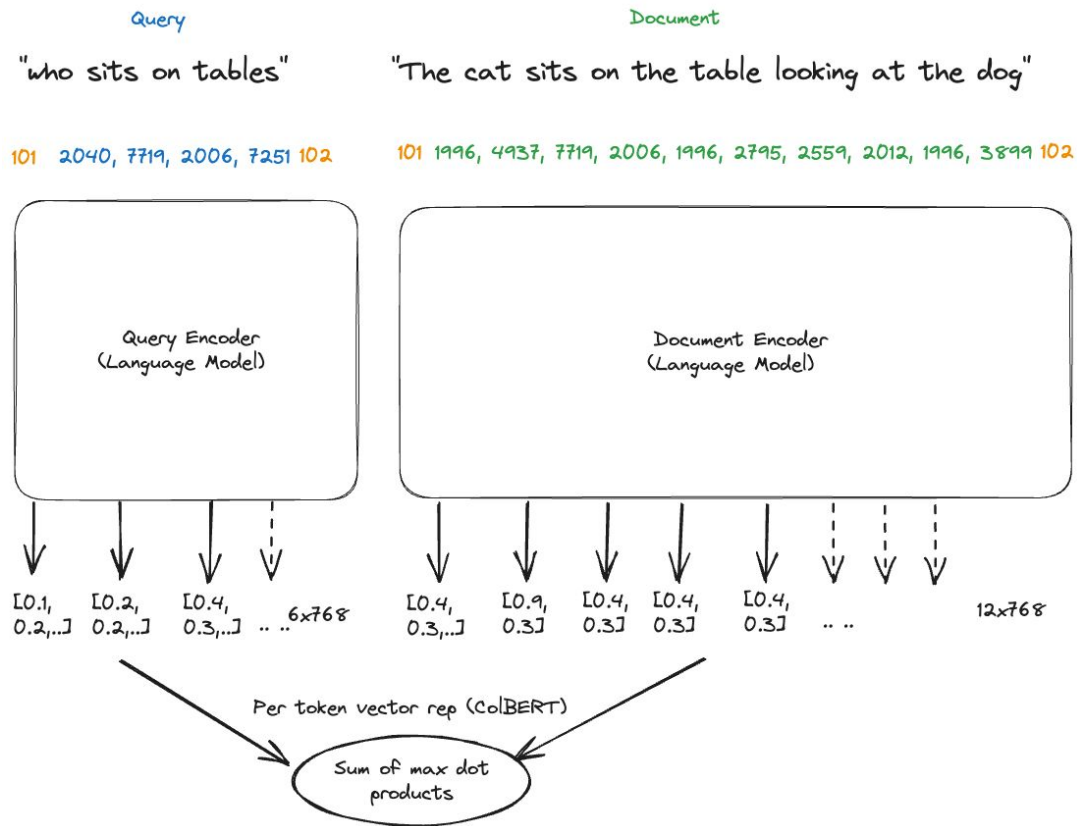 Query
Document
"who sits on tables"
"The cat sits on the table looking at the dog"
101 2040, 7719, 2006, 7251 102
101 1996, 4937, 7719, 2006, 1996, 2795, 2559, 2012, 1996, 3899 102
Query Encoder
(Language Model)
Document Encoder
(Language Model)
[0.1,
0.2,..]
[0.2,
0.2,..]
[0.4,
0.3,..]
.. ..
6x768
[0.4,
0.3,..]
[0.9,
0.3]
[0.4,
0.3]
[0.4,
0.3]
[0.4,
0.3]
.. ..
12x768
Per token vector rep (ColBERT)
Sum of max dot
products